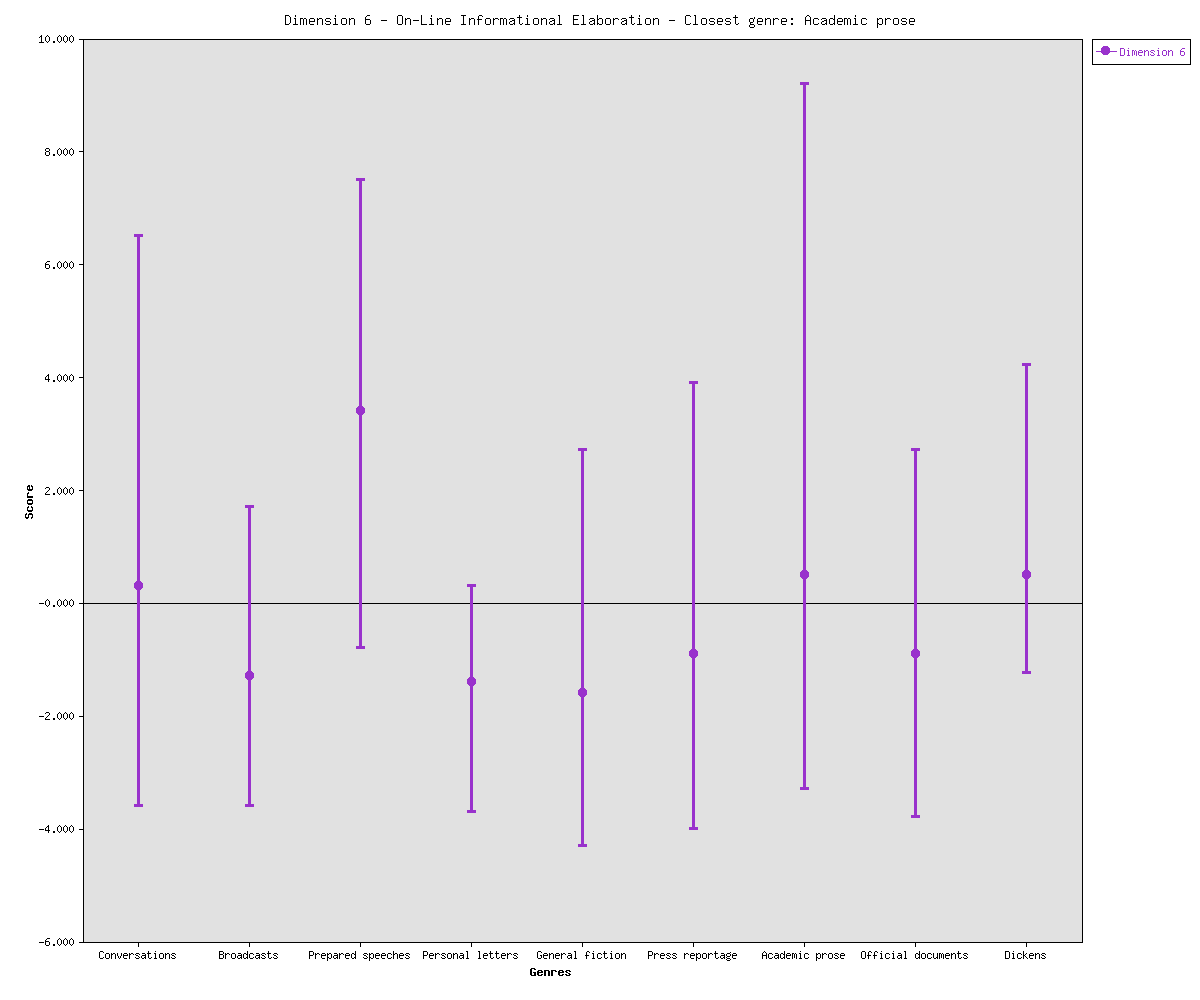 Dimension 6 - On-Line Informational Elaboration - Closest genre: Academic prose
Dimension 6
10.000
8.000
6.000
4.000
2.000
-0.000
-2.000
-4.000
-6.000
Score
Conversations Broadcasts Prepared speeches Personal letters General fiction Press reportage Academic prose Official documents Dickens
Genres